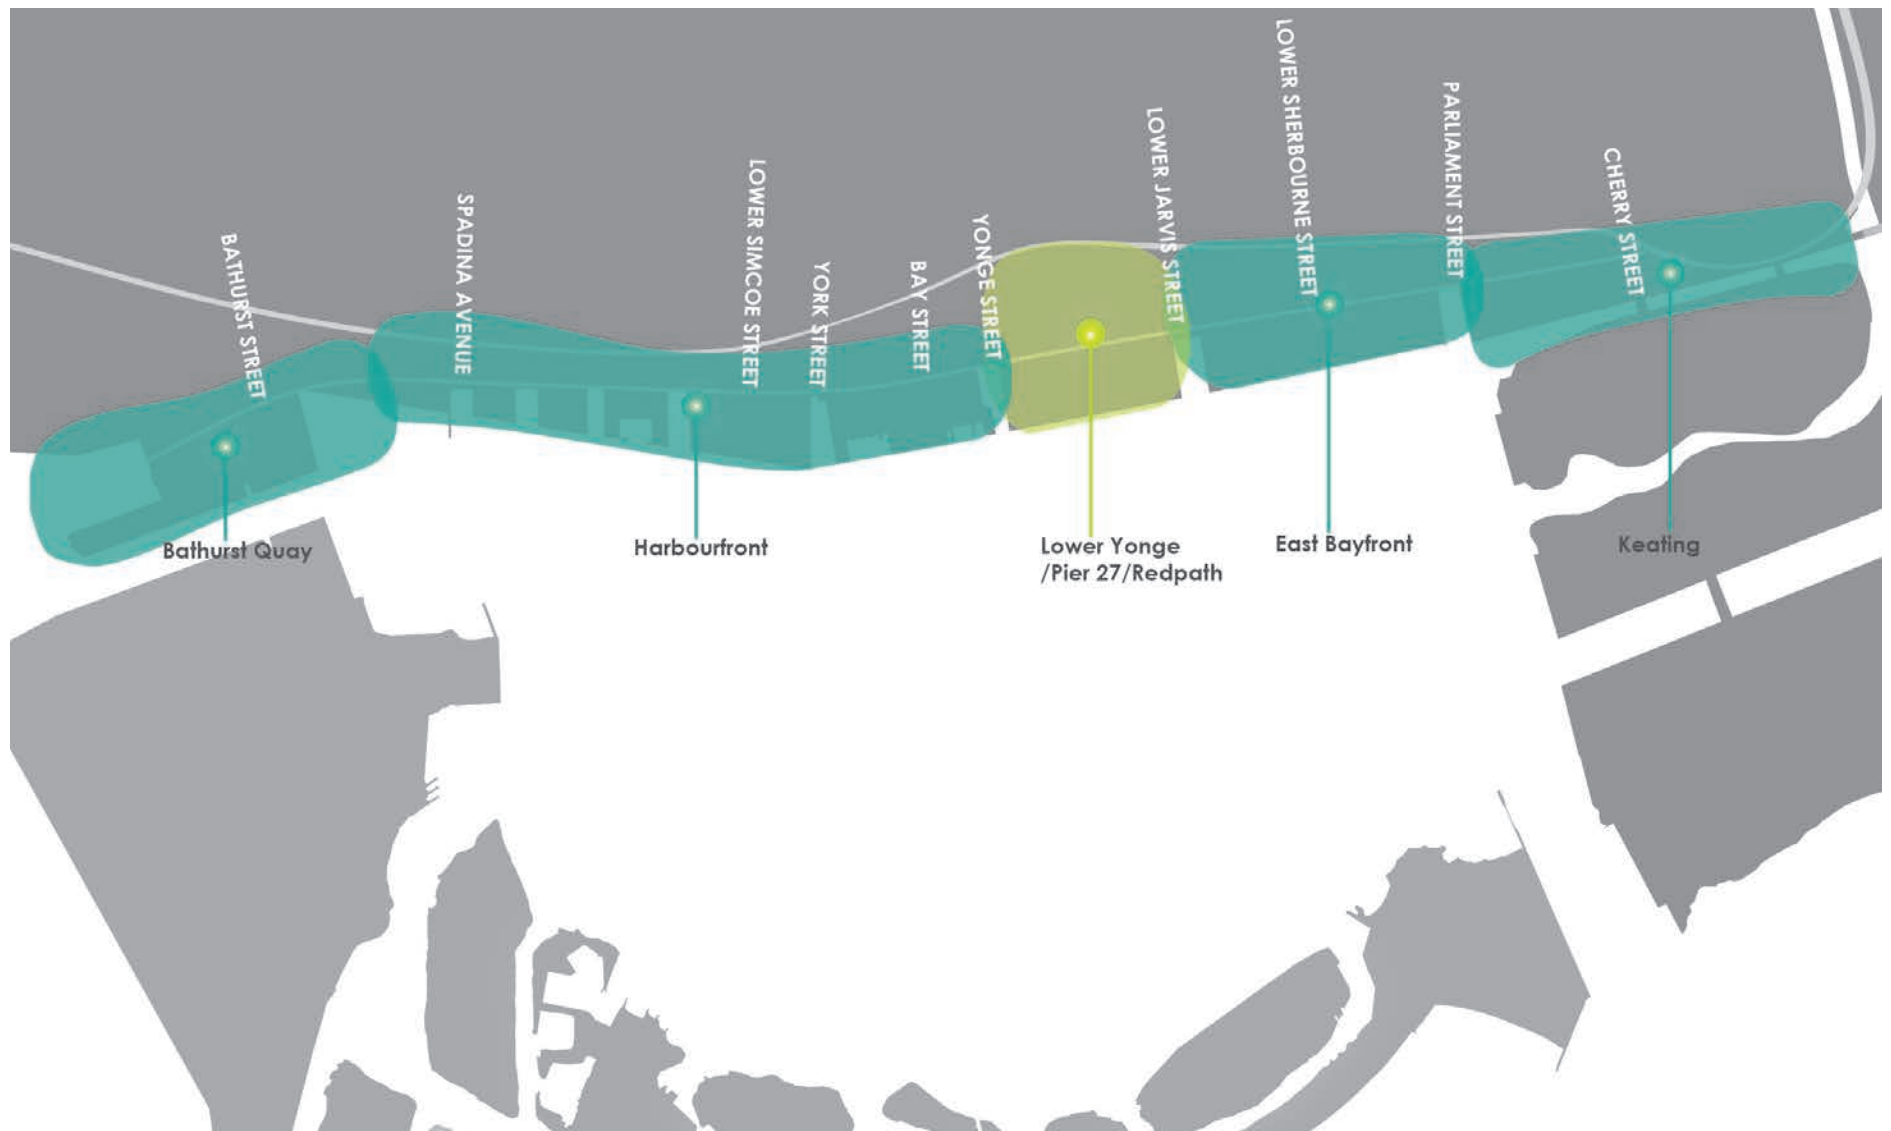 BATHURST STREET
SPADINA AVENUE
LOWER SIMCOE STREET
YORK STREET
BAY STREET
YONGE STREET
LOWER JARVIS STREET
LOWER SHERBOURNE STREET
PARLIAMENT STREET
CHERRY STREET
Bathurst Quay
Harbourfront
Lower Yonge
/Pier 27/Redpath
East Bayfront
Keating